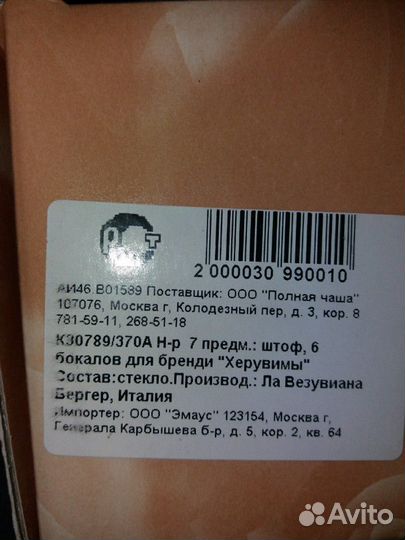 РСТ
2 000030 990010
АИ46.В01589 Поставщик: ООО "Полная чаша"
107076, Москва г, Колодезный пер, д. 3, кор. 8
781-59-11, 268-51-18
К30789/370А Н-р 7 предм.: штоф, 6
бокалов для бренди "Херувимы"
Состав:стекло.Производ.: Ла Везувиана
Бергер, Италия
Импортер: ООО "Эмаус" 123154, Москва г,
Генерала Карбышева б-р, д. 5, кор. 2, кв. 64
Avito